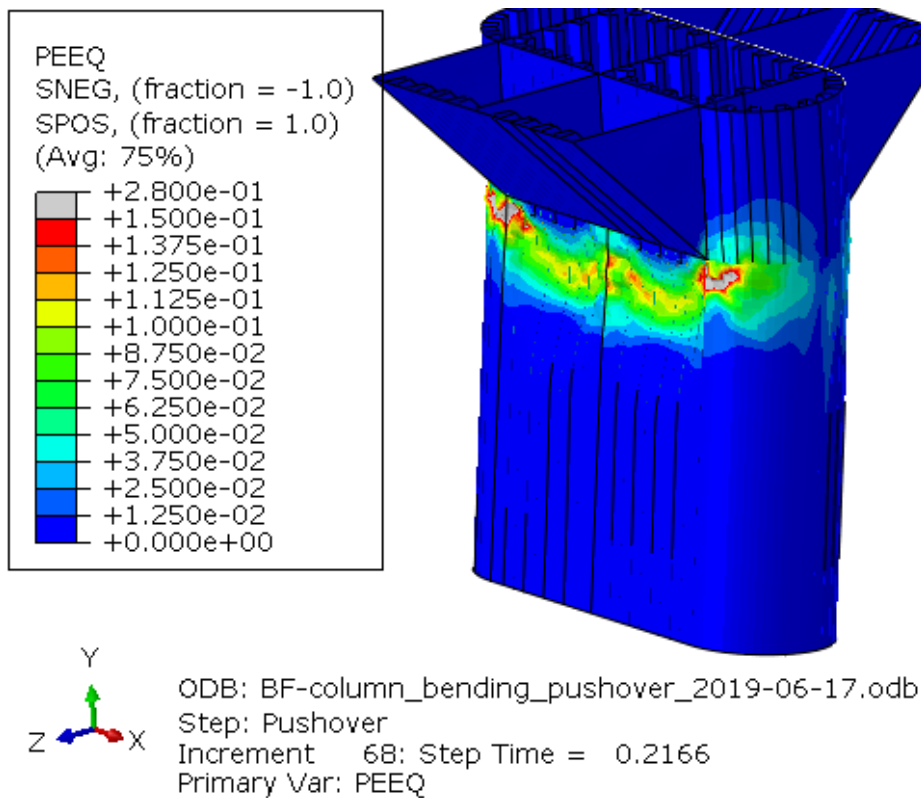 PEEQ
SNEG, (fraction = -1.0)
SPOS, (fraction = 1.0)
(Avg: 75%)
+2.800e-01
+1.500e-01
+1.375e-01
+1.250e-01
+1.125e-01
+1.000e-01
+8.750e-02
+7.500e-02
+6.250e-02
+5.000e-02
+3.750e-02
+2.500e-02
+1.250e-02
+0.000e+00
Y
Z X
ODB: BF-column_bending_pushover_2019-06-17.odb
Step: Pushover
Increment 68: Step Time = 0.2166
Primary Var: PEEQ